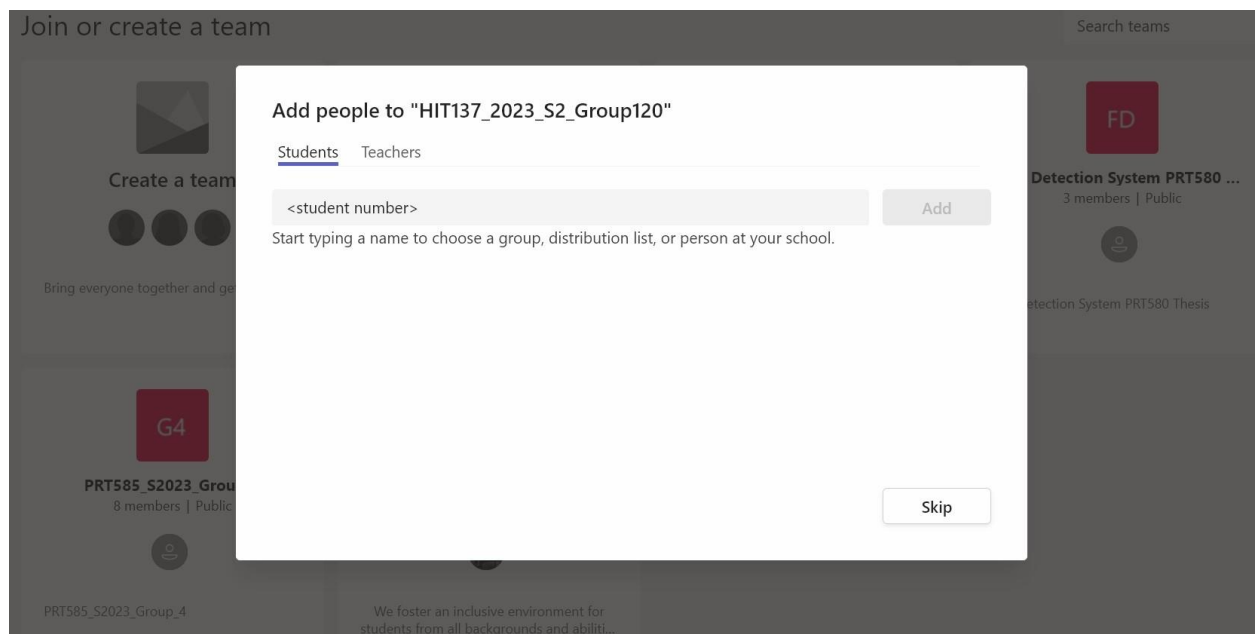 Join or create a team
Search teams
Add people to "HIT137_2023_S2_Group120"
Students Teachers
<student number>
Add
Start typing a name to choose a group, distribution list, or person at your school.
Skip
Create a team
Bring everyone together and ge
FD
Detection System PRT580 ...
3 members | Public
etection System PRT580 Thesis
G4
PRT585_S2023_Grou
8 members | Public
PRT585_S2023_Group_4
We foster an inclusive environment for
students from all backgrounds and abiliti...